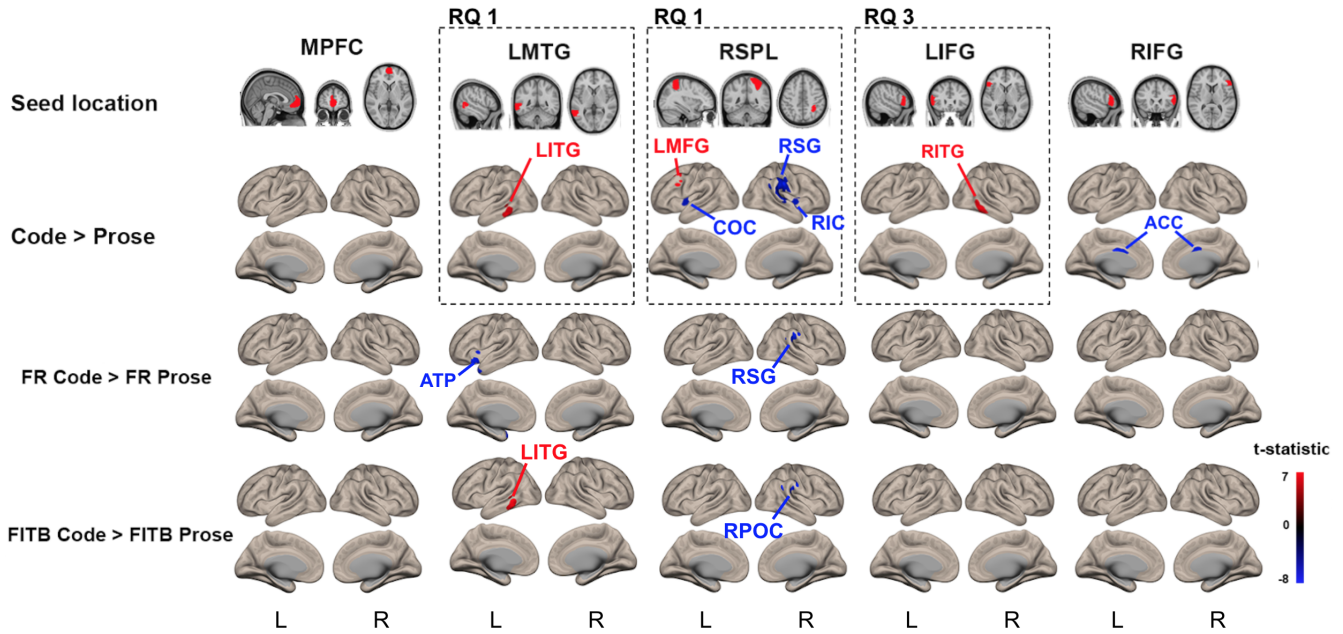 RQ 1
RQ 1
RQ 3
MPFC
LMTG
RSPL
LIFG
RIFG
Seed location
LITG
LMFG
RSG
RITG
COC
RIC
ACC
Code > Prose
FR Code > FR Prose
ATP
RSG
LITG
t-statistic
7
0
-8
RPOC
FITB Code > FITB Prose
L
R
L
R
L
R
L
R
L
R